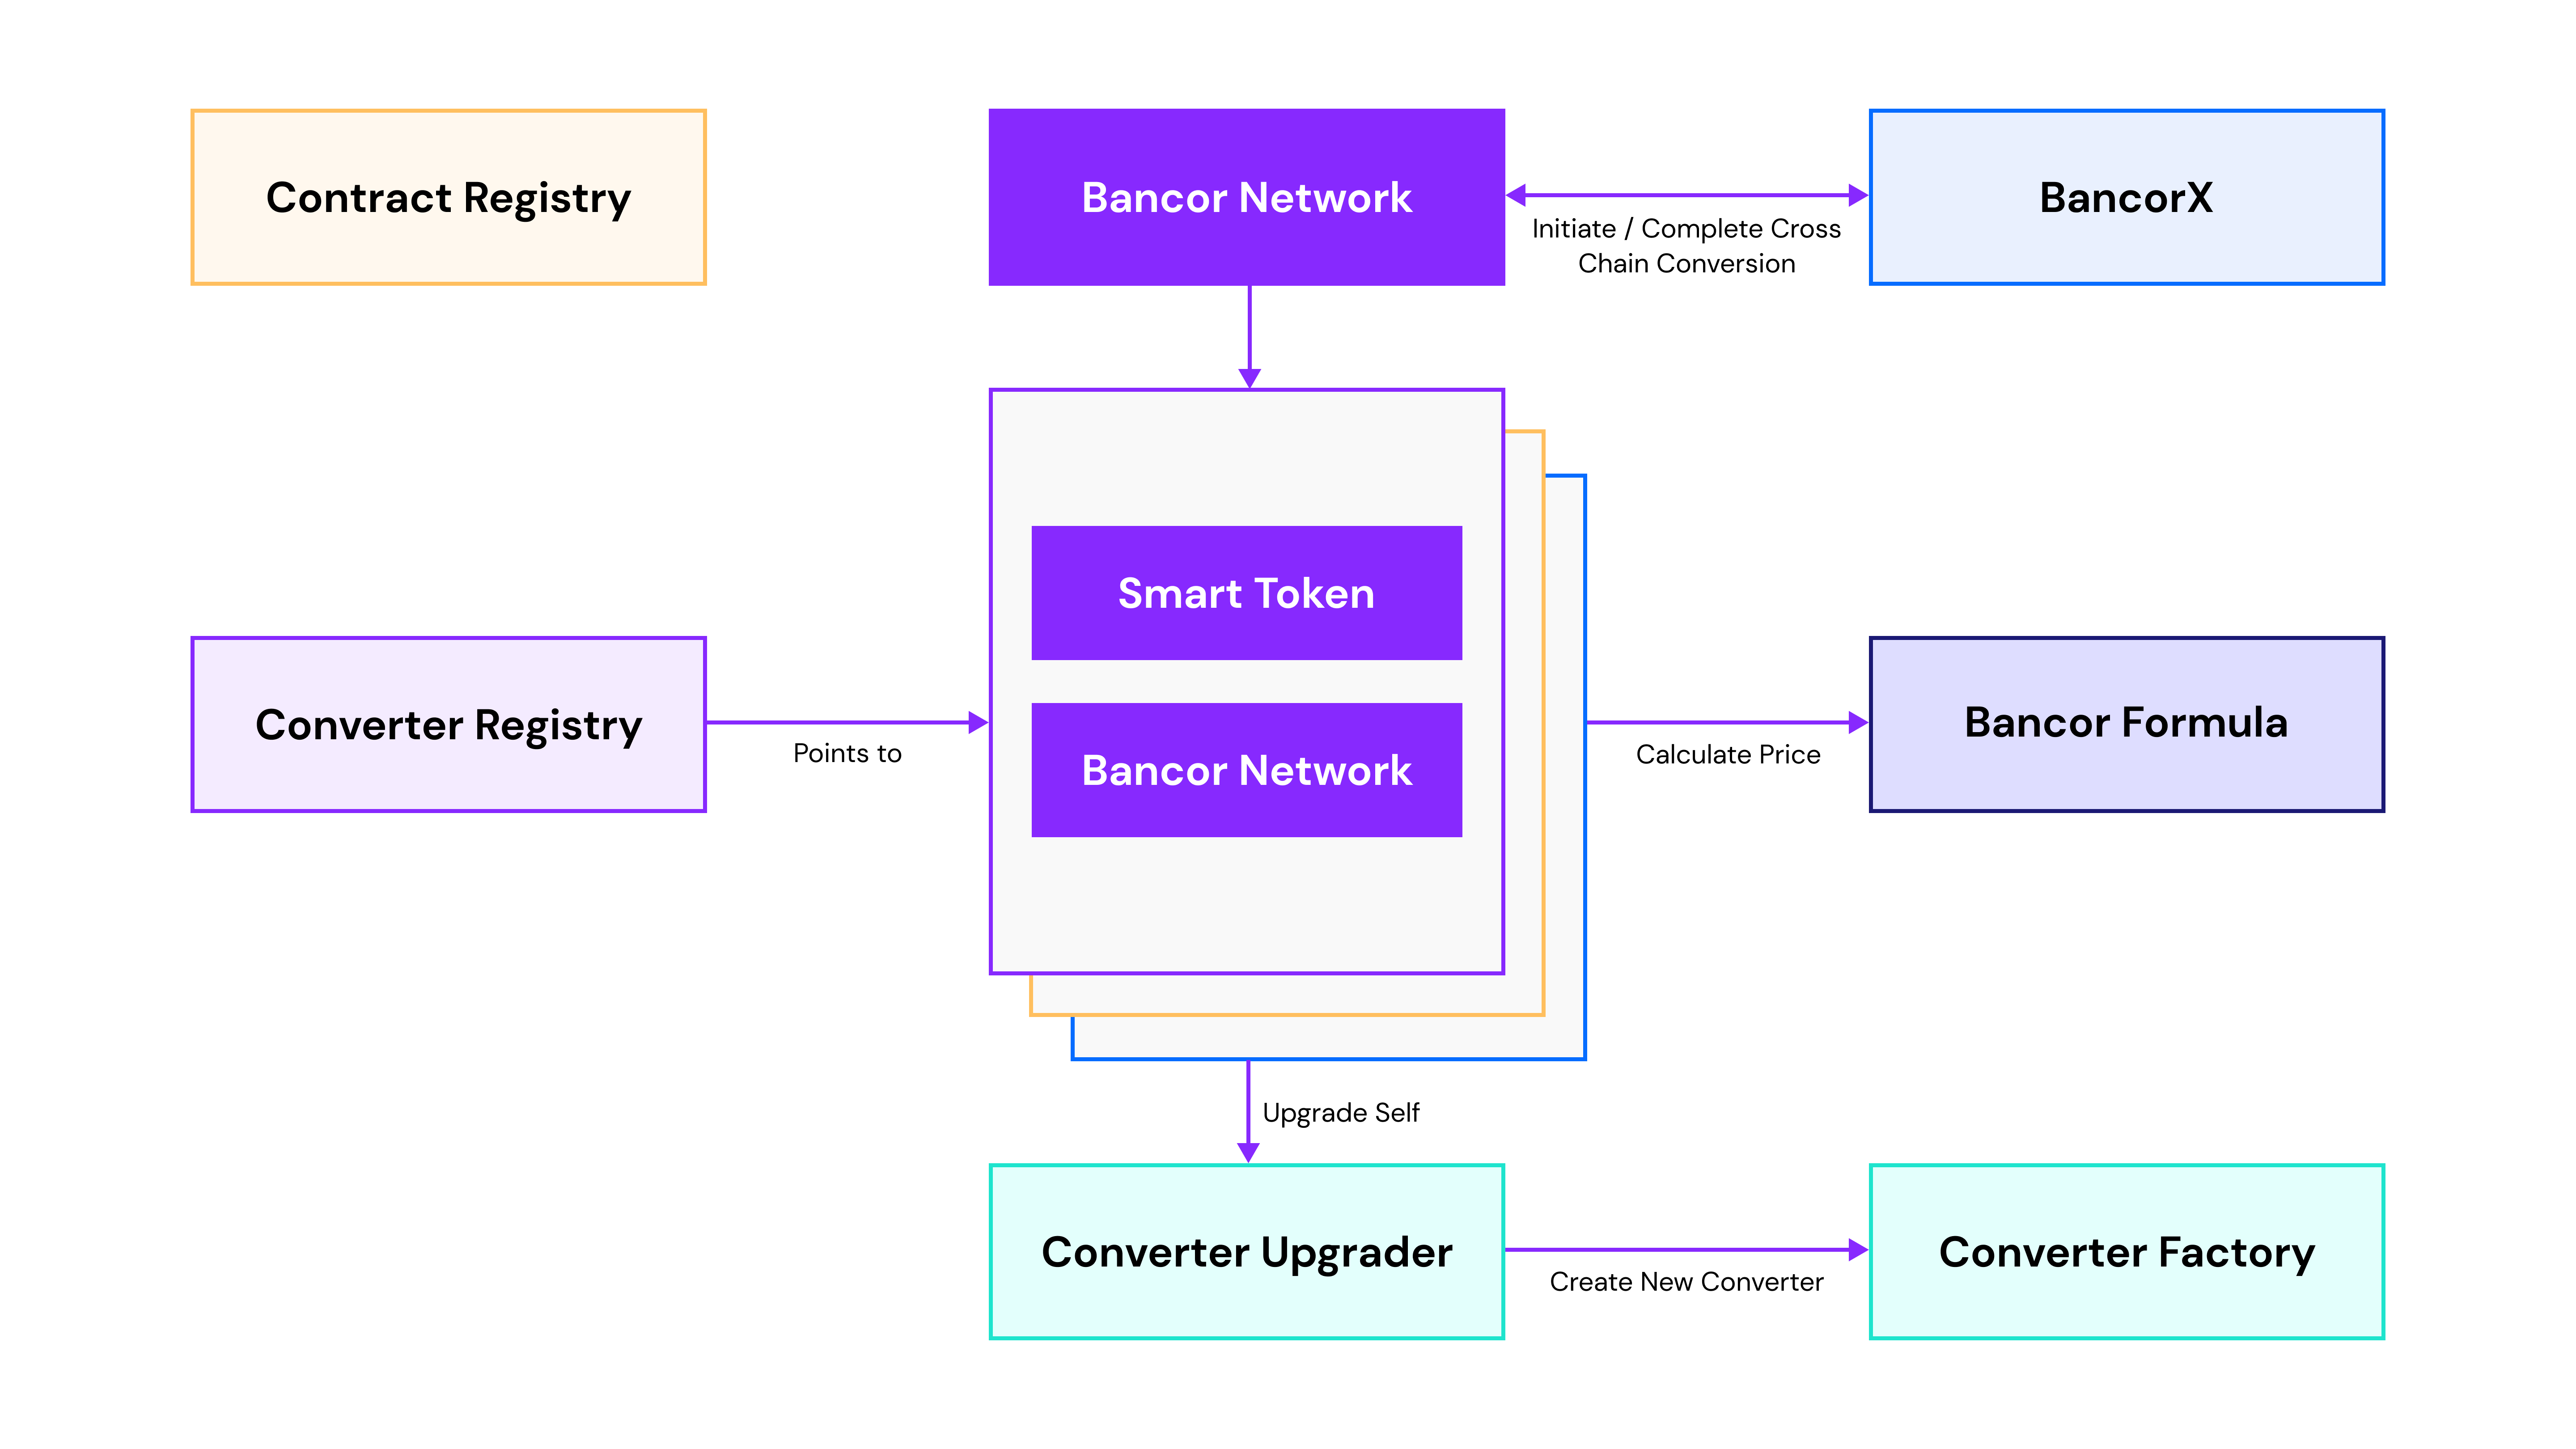 Contract Registry
Bancor Network
BancorX
Initiate / Complete Cross
Chain Conversion
Smart Token
Bancor Network
Converter Registry
Points to
Calculate Price
Bancor Formula
Upgrade Self
Converter Upgrader
Create New Converter
Converter Factory